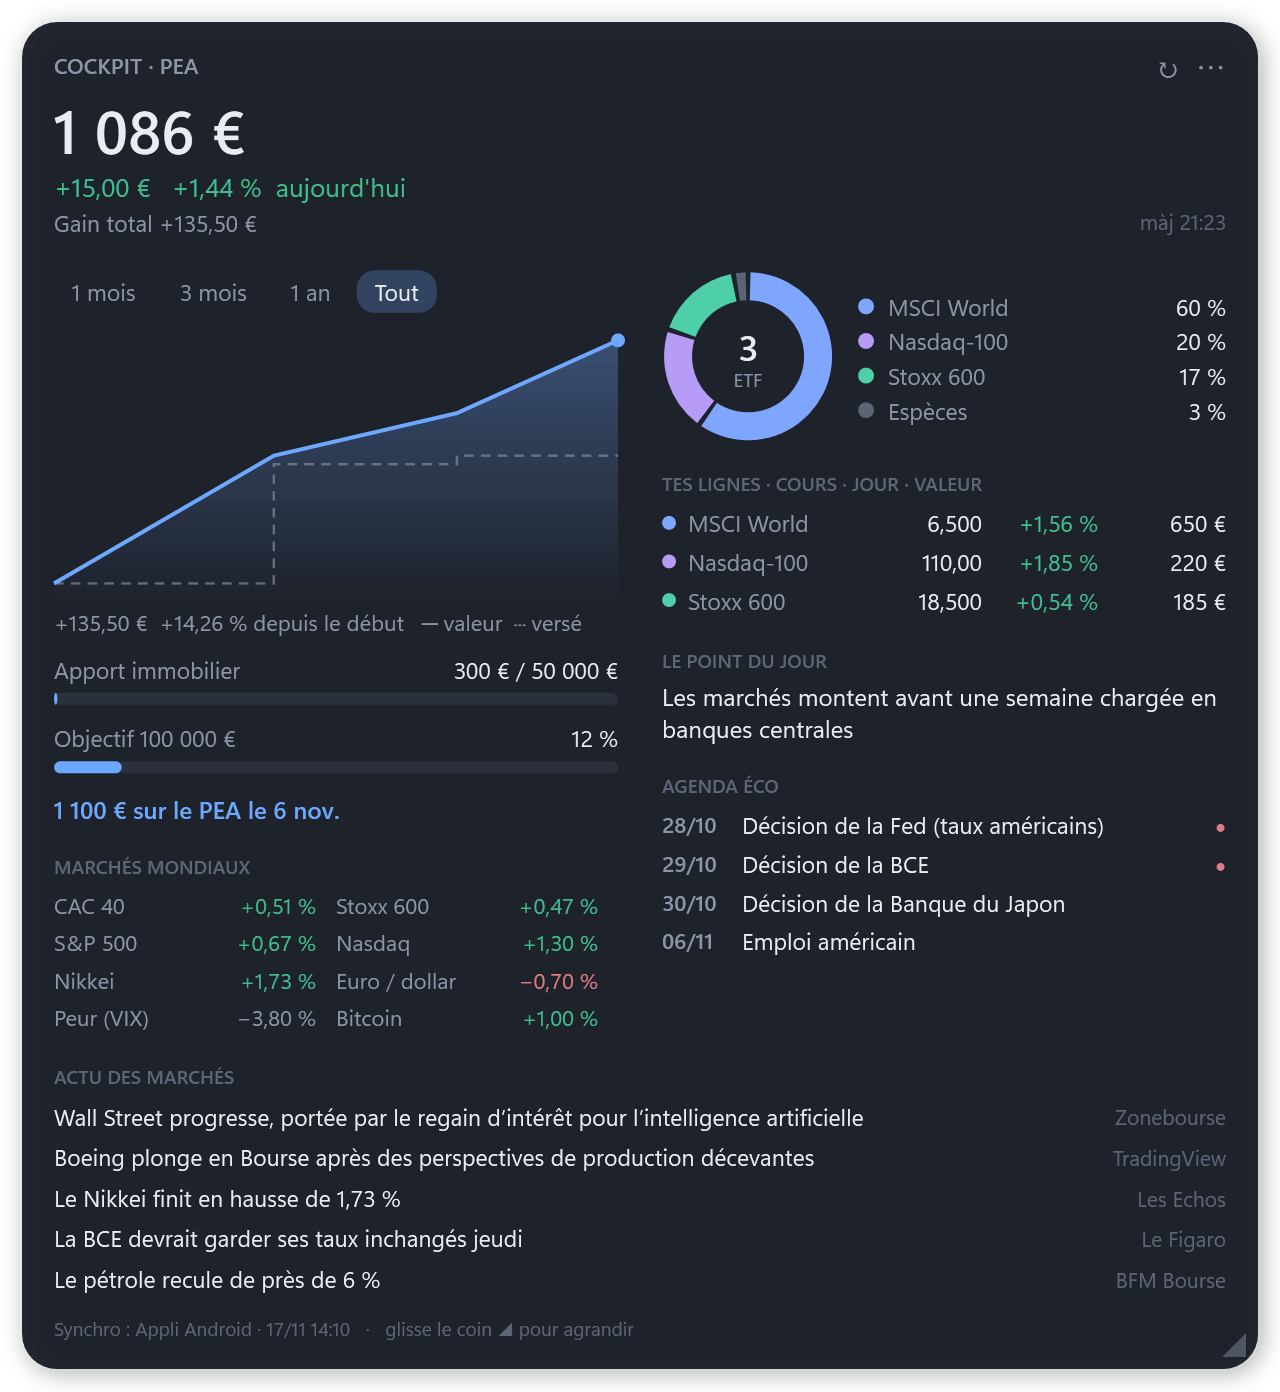 COCKPIT · PEA
↻ ···
1 086 €
+15,00 € +1,44 % aujourd'hui
Gain total +135,50 €
màj 21:23
1 mois 3 mois 1 an Tout
3
ETF
MSCI World 60 %
Nasdaq-100 20 %
Stoxx 600 17 %
Espèces 3 %
+135,50 € +14,26 % depuis le début — valeur --- versé
Apport immobilier 300 € / 50 000 €
Objectif 100 000 € 12 %
1 100 € sur le PEA le 6 nov.
MARCHÉS MONDIAUX
CAC 40 +0,51 % Stoxx 600 +0,47 %
S&P 500 +0,67 % Nasdaq +1,30 %
Nikkei +1,73 % Euro / dollar −0,70 %
Peur (VIX) −3,80 % Bitcoin +1,00 %
TES LIGNES · COURS · JOUR · VALEUR
MSCI World 6,500 +1,56 % 650 €
Nasdaq-100 110,00 +1,85 % 220 €
Stoxx 600 18,500 +0,54 % 185 €
LE POINT DU JOUR
Les marchés montent avant une semaine chargée en
banques centrales
AGENDA ÉCO
28/10 Décision de la Fed (taux américains)
29/10 Décision de la BCE
30/10 Décision de la Banque du Japon
06/11 Emploi américain
ACTU DES MARCHÉS
Wall Street progresse, portée par le regain d’intérêt pour l’intelligence artificielle Zonebourse
Boeing plonge en Bourse après des perspectives de production décevantes TradingView
Le Nikkei finit en hausse de 1,73 % Les Echos
La BCE devrait garder ses taux inchangés jeudi Le Figaro
Le pétrole recule de près de 6 % BFM Bourse
Synchro : Appli Android · 17/11 14:10 · glisse le coin ◢ pour agrandir